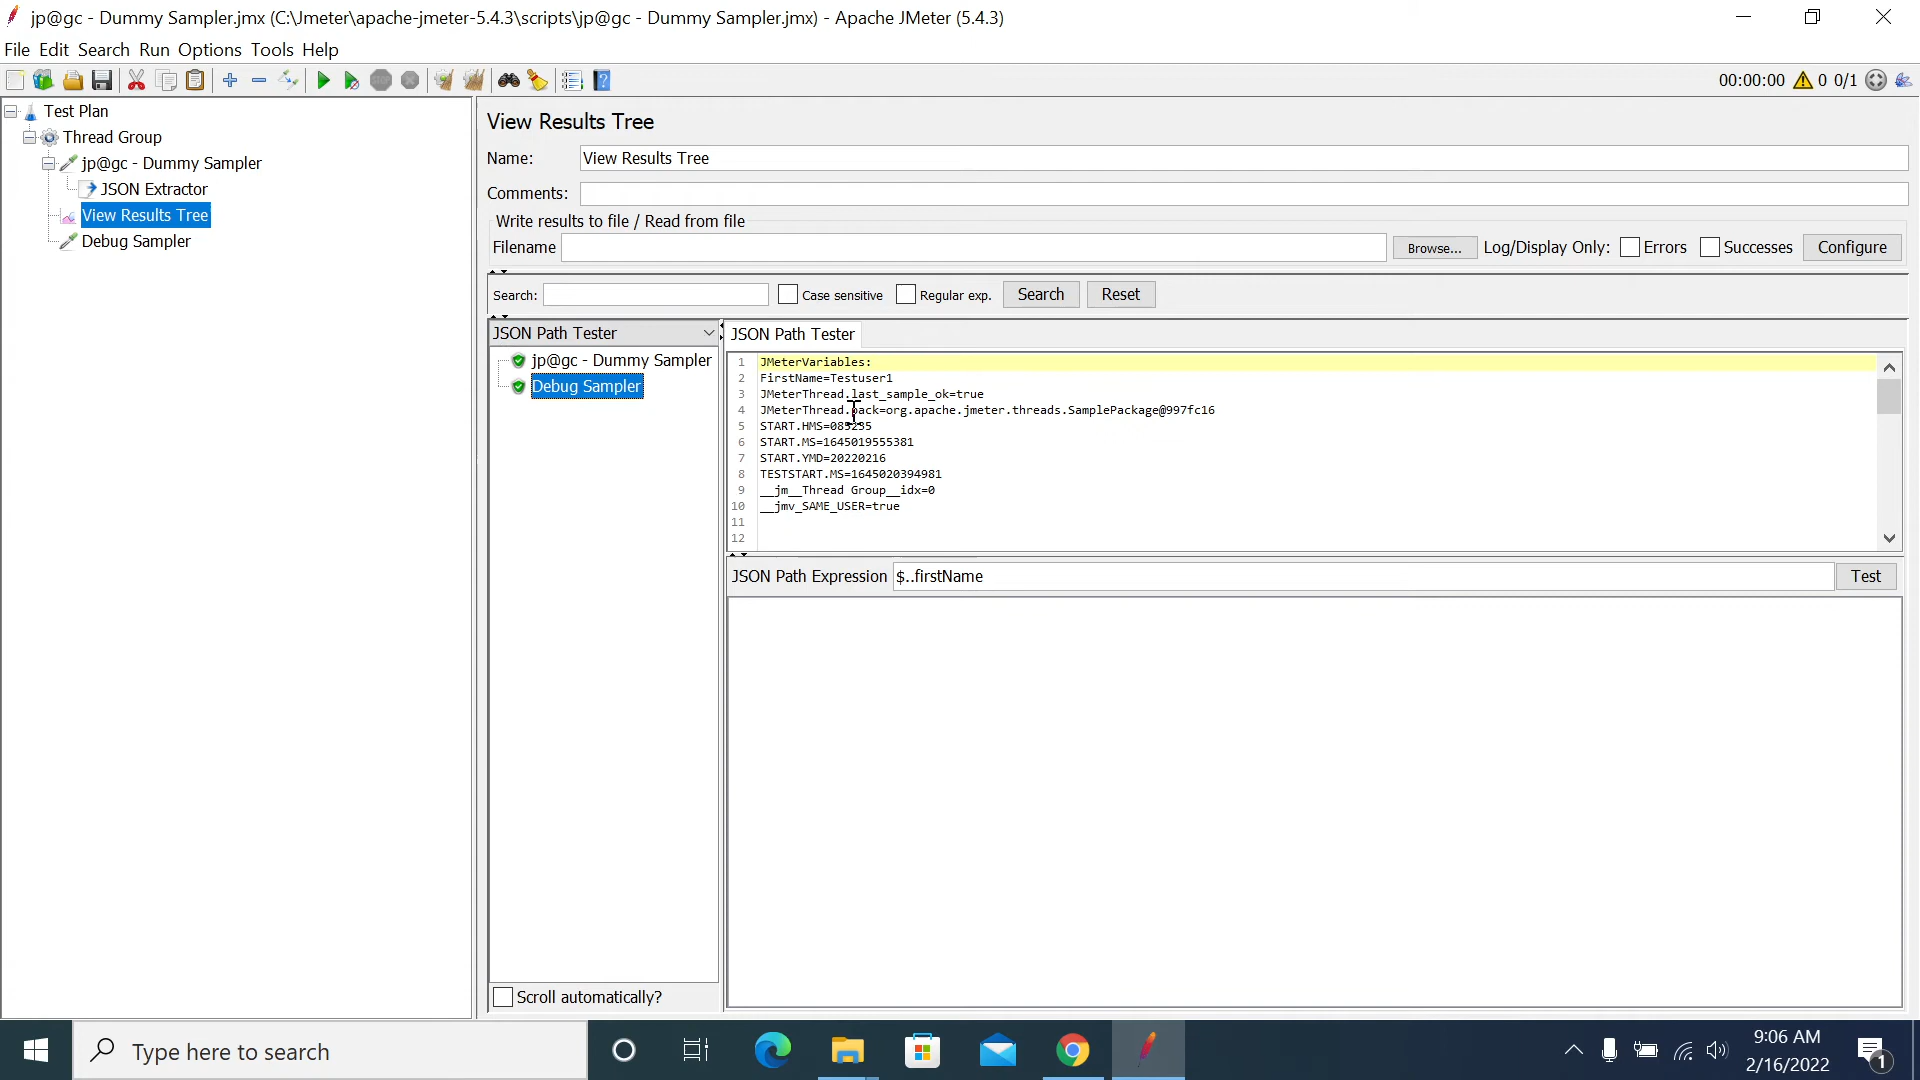 jp@gc - Dummy Sampler.jmx (C:\Jmeter\apache-jmeter-5.4.3\scripts\jp@gc - Dummy Sampler.jmx) - Apache JMeter (5.4.3)
File Edit Search Run Options Tools Help
00:00:00 0 0/1
Test Plan
Thread Group
jp@gc - Dummy Sampler
JSON Extractor
View Results Tree
Debug Sampler
View Results Tree
Name: View Results Tree
Comments:
Write results to file / Read from file
Filename Browse... Log/Display Only: Errors Successes Configure
Search: Case sensitive Regular exp. Search Reset
JSON Path Tester
jp@gc - Dummy Sampler
Debug Sampler
Scroll automatically?
JSON Path Tester
1 JMeterVariables:
2 FirstName=Testuser1
3 JMeterThread.last_sample_ok=true
4 JMeterThread.pack=org.apache.jmeter.threads.SamplePackage@997fc16
5 START.HMS=085235
6 START.MS=1645019555381
7 START.YMD=20220216
8 TESTSTART.MS=1645020394981
9 __jm__Thread Group__idx=0
10 __jmv_SAME_USER=true
11
12
JSON Path Expression $..firstName Test
Type here to search
9:06 AM
2/16/2022
1